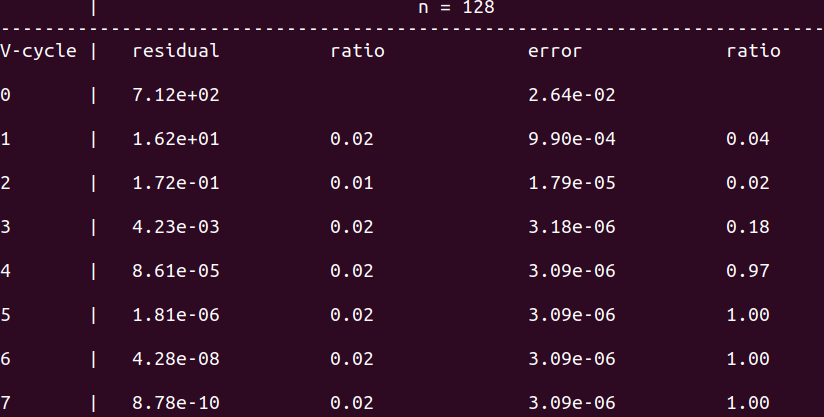 | n = 128
--------------------------------------------------------------------------
V-cycle | residual ratio error ratio
0 | 7.12e+02 2.64e-02
1 | 1.62e+01 0.02 9.90e-04 0.04
2 | 1.72e-01 0.01 1.79e-05 0.02
3 | 4.23e-03 0.02 3.18e-06 0.18
4 | 8.61e-05 0.02 3.09e-06 0.97
5 | 1.81e-06 0.02 3.09e-06 1.00
6 | 4.28e-08 0.02 3.09e-06 1.00
7 | 8.78e-10 0.02 3.09e-06 1.00